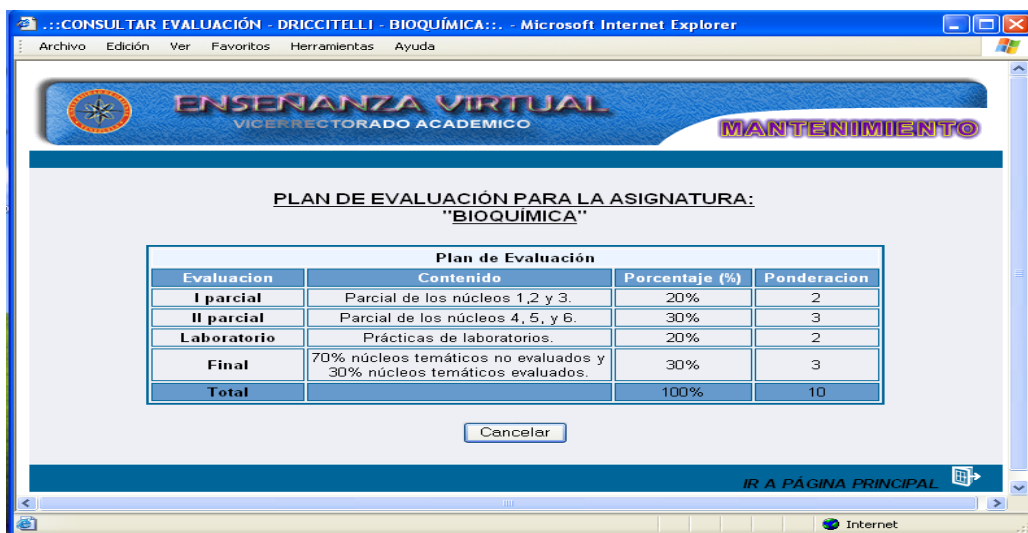 .::CONSULTAR EVALUACIÓN - DRICCITELLI - BIOQUÍMICA::. - Microsoft Internet Explorer
Archivo Edición Ver Favoritos Herramientas Ayuda
ENSEÑANZA VIRTUAL
VICERRECTORADO ACADEMICO
MANTENIMIENTO
PLAN DE EVALUACIÓN PARA LA ASIGNATURA:
"BIOQUÍMICA"
Plan de Evaluación
Evaluacion Contenido Porcentaje (%) Ponderacion
I parcial Parcial de los núcleos 1,2 y 3. 20% 2
II parcial Parcial de los núcleos 4, 5, y 6. 30% 3
Laboratorio Prácticas de laboratorios. 20% 2
Final 70% núcleos temáticos no evaluados y
30% núcleos temáticos evaluados. 30% 3
Total 100% 10
Cancelar
IR A PÁGINA PRINCIPAL
Internet